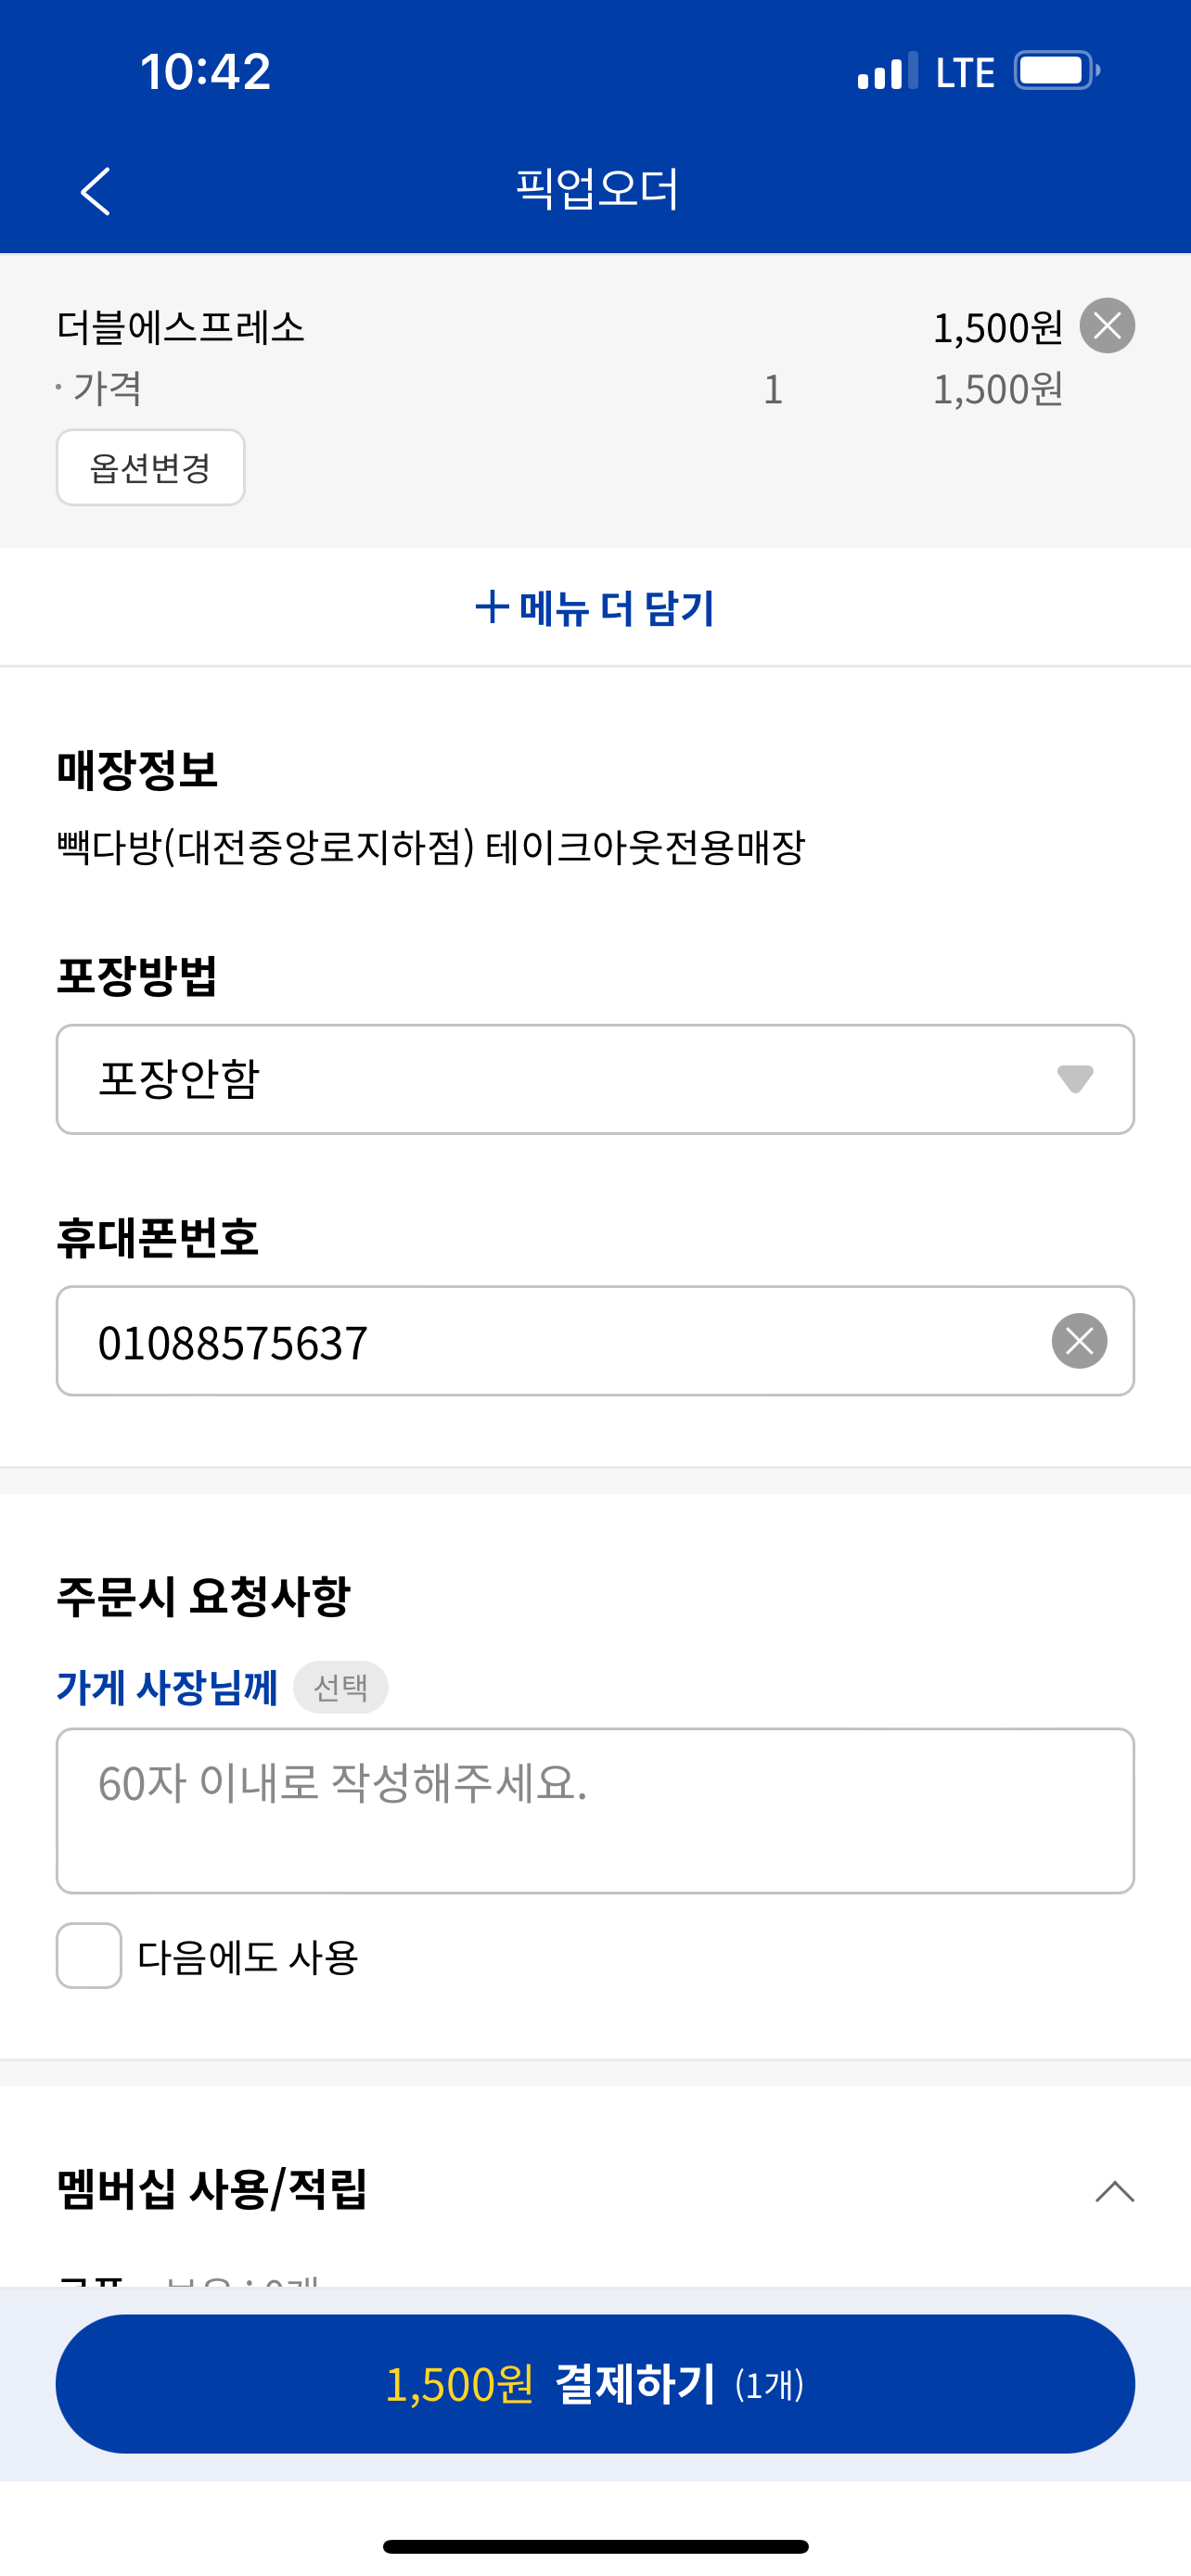 10:42 LTE
픽업오더
더블에스프레소 1,500원
· 가격 1 1,500원
옵션변경
+ 메뉴 더 담기
매장정보
빽다방(대전중앙로지하점) 테이크아웃전용매장
포장방법
포장안함
휴대폰번호
01088575637
주문시 요청사항
가게 사장님께 선택
60자 이내로 작성해주세요.
다음에도 사용
멤버십 사용/적립
1,500원 결제하기 (1개)